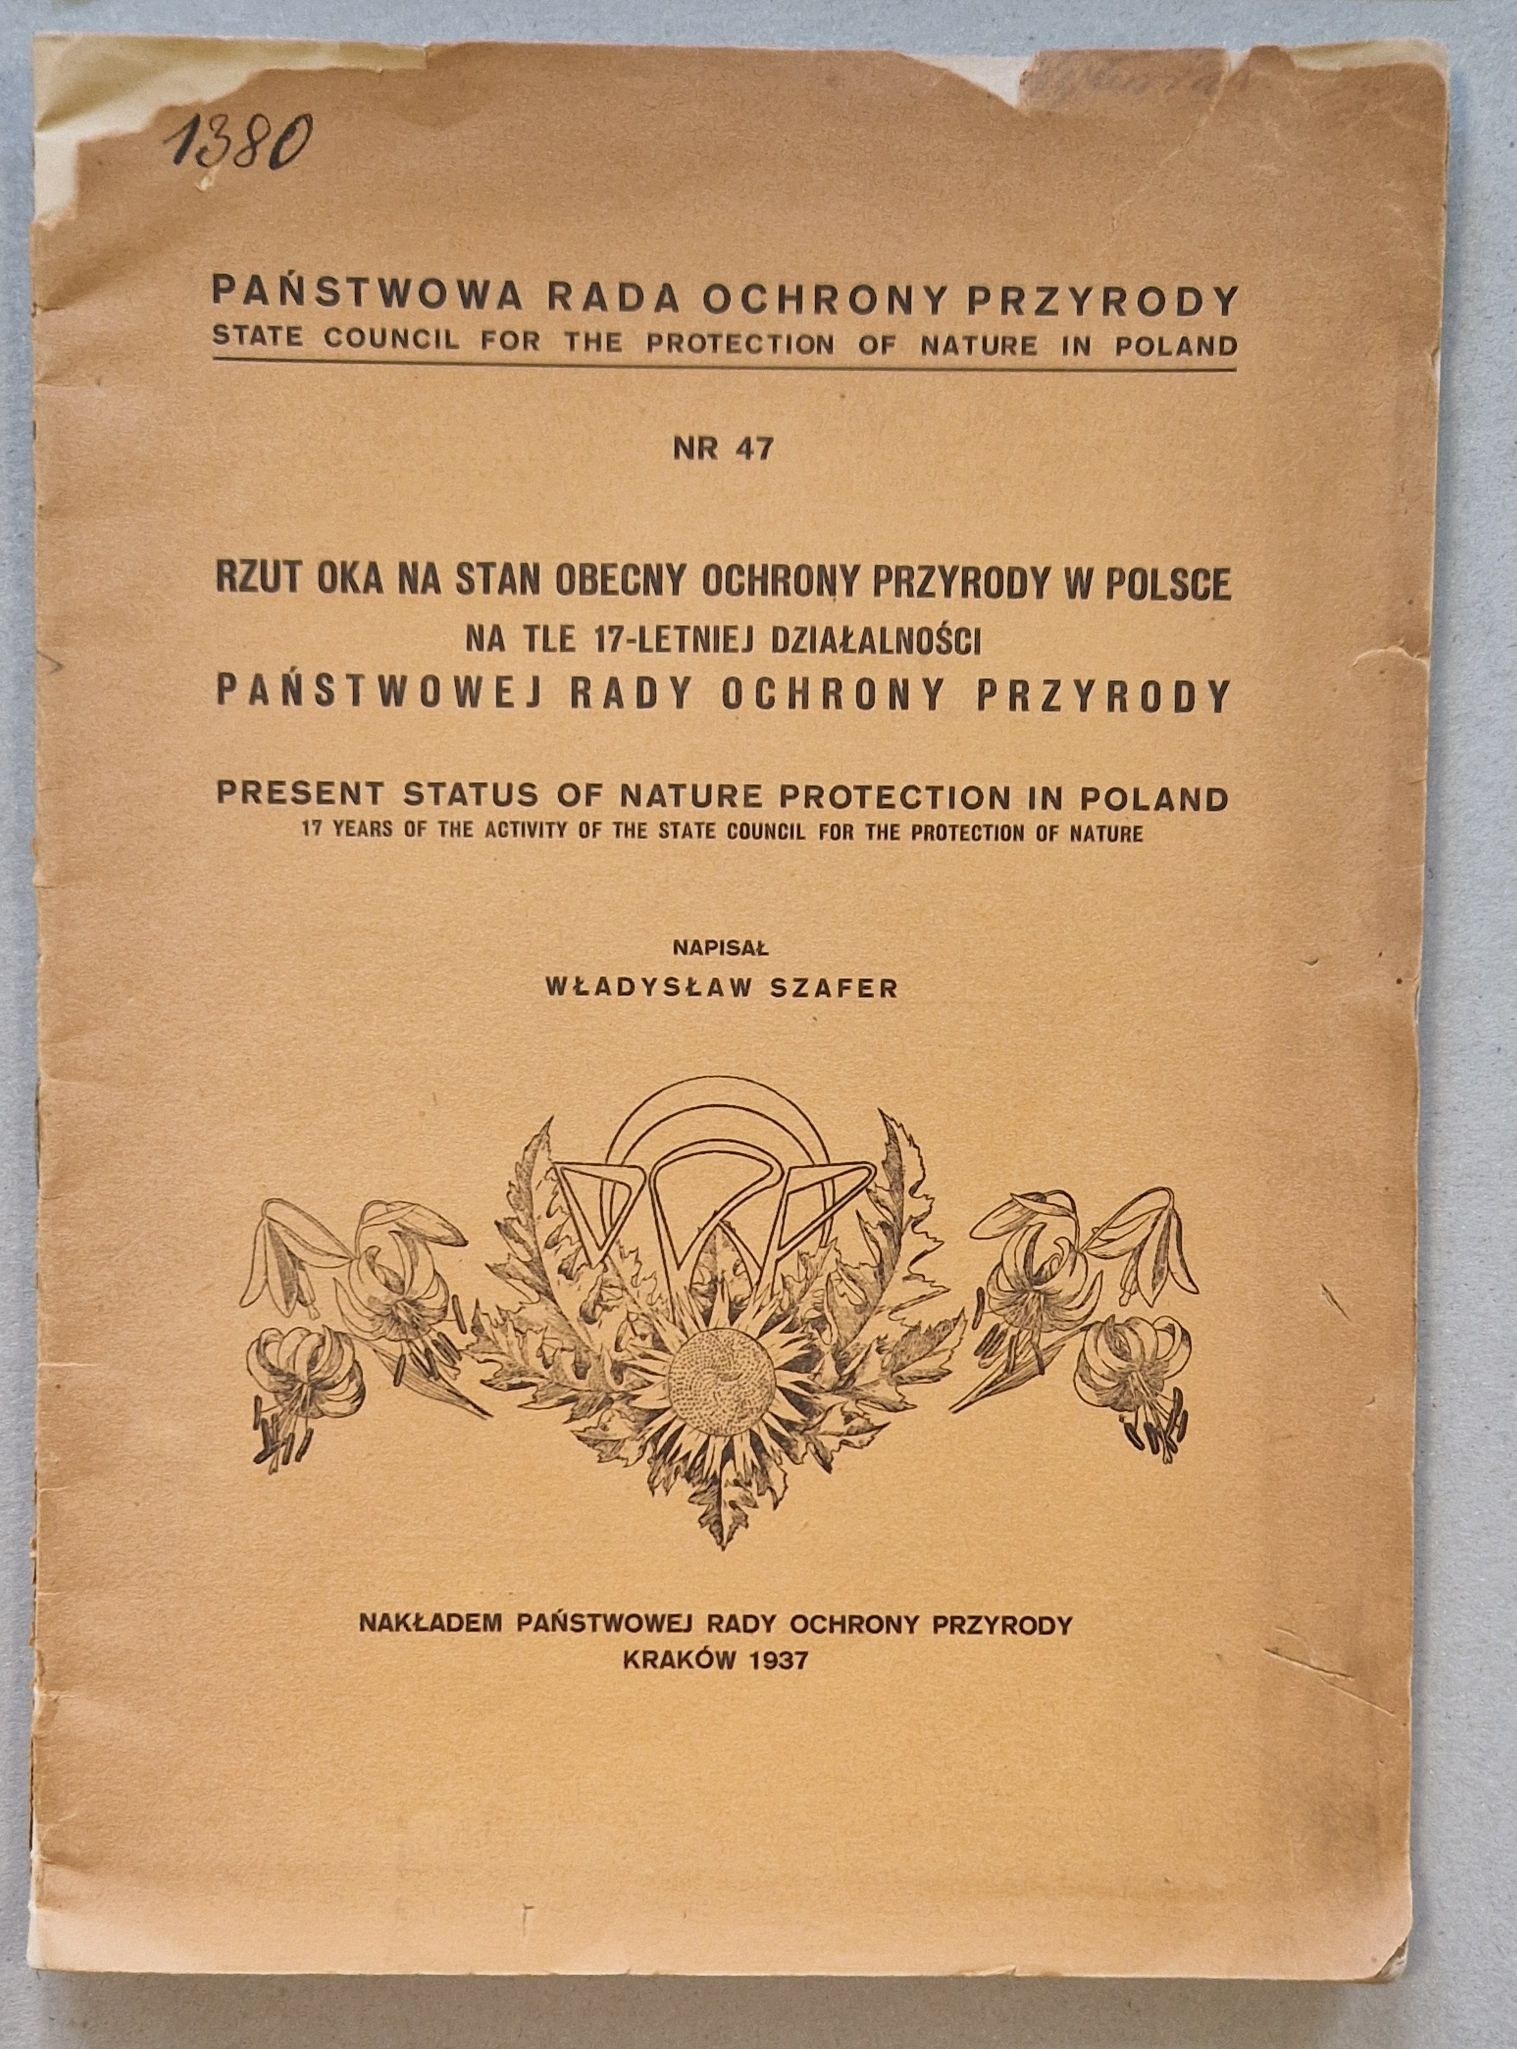 1380
PAŃSTWOWA RADA OCHRONY PRZYRODY
STATE COUNCIL FOR THE PROTECTION OF NATURE IN POLAND
NR 47
RZUT OKA NA STAN OBECNY OCHRONY PRZYRODY W POLSCE
NA TLE 17-LETNIEJ DZIAŁALNOŚCI
PAŃSTWOWEJ RADY OCHRONY PRZYRODY
PRESENT STATUS OF NATURE PROTECTION IN POLAND
17 YEARS OF THE ACTIVITY OF THE STATE COUNCIL FOR THE PROTECTION OF NATURE
NAPISAŁ
WŁADYSŁAW SZAFER
NAKŁADEM PAŃSTWOWEJ RADY OCHRONY PRZYRODY
KRAKÓW 1937